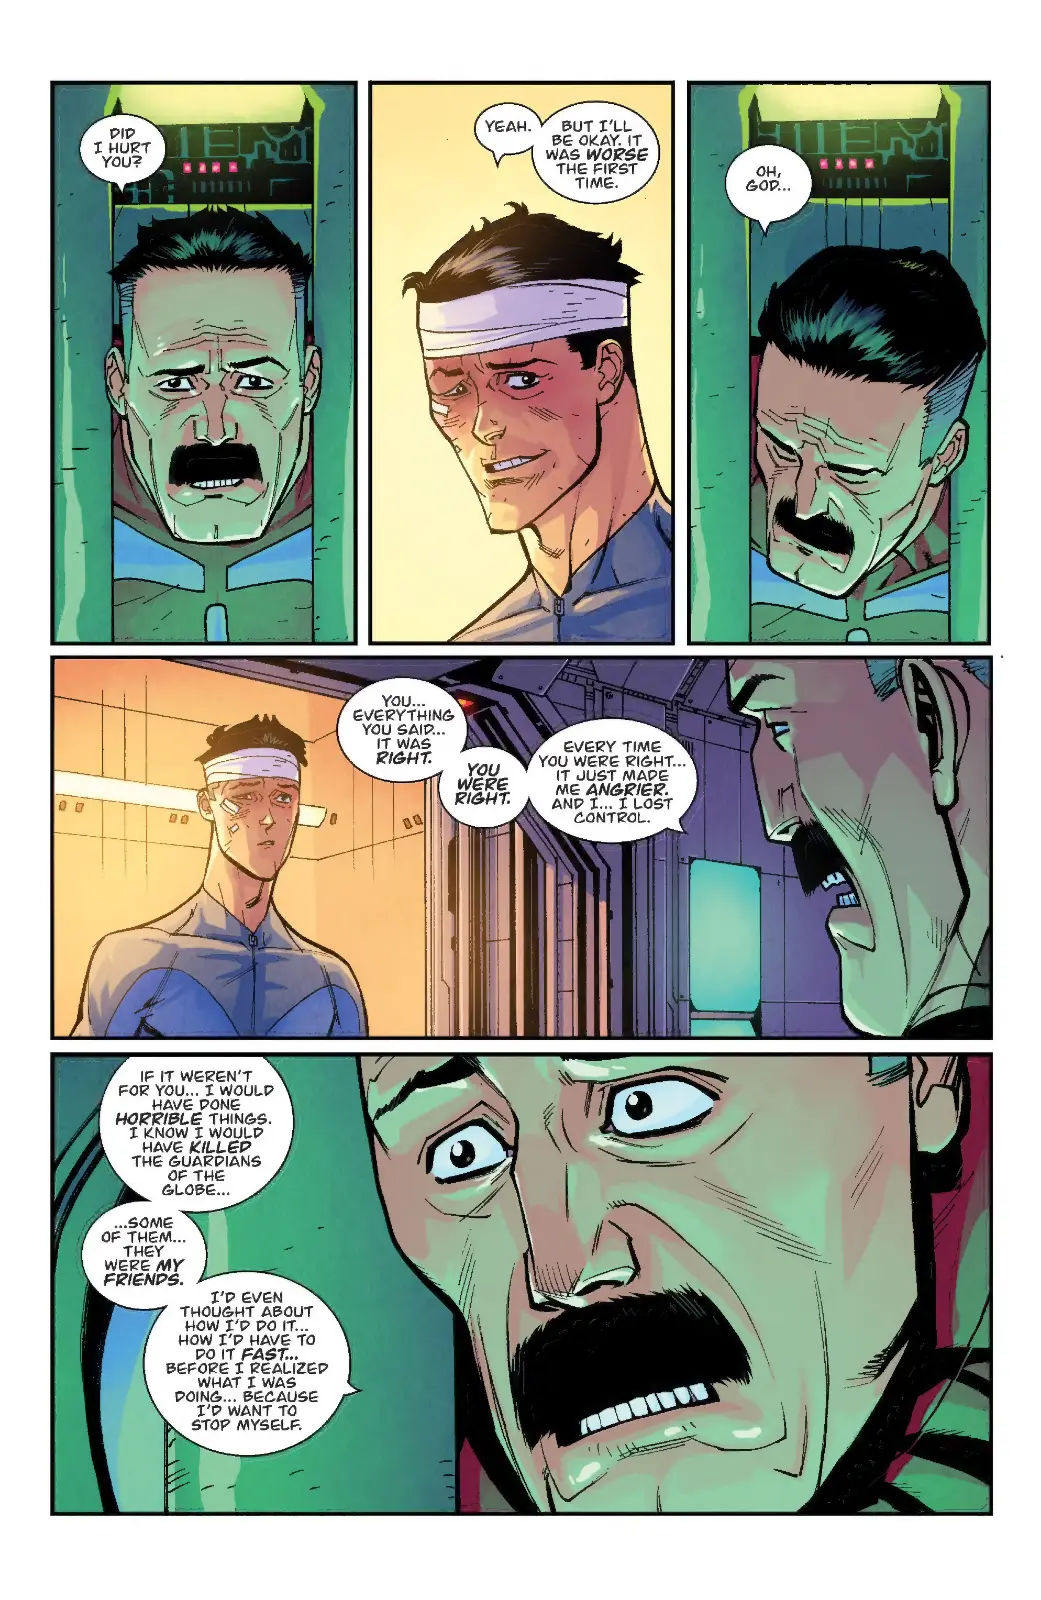 DID
I HURT
YOU?
YEAH.
BUT I'LL
BE OKAY. IT
WAS WORSE
THE FIRST
TIME.
OH,
GOD...
YOU...
EVERYTHING
YOU SAID...
IT WAS
RIGHT.
YOU
WERE
RIGHT.
EVERY TIME
YOU WERE RIGHT...
IT JUST MADE
ME ANGRIER.
AND I... I LOST
CONTROL.
IF IT WEREN'T
FOR YOU... I WOULD
HAVE DONE
HORRIBLE THINGS.
I KNOW I WOULD
HAVE KILLED
THE GUARDIANS
OF THE
GLOBE...
...SOME
OF THEM...
THEY
WERE MY
FRIENDS.
I'D EVEN
THOUGHT ABOUT
HOW I'D DO IT...
HOW I'D HAVE TO
DO IT FAST...
BEFORE I REALIZED
WHAT I WAS
DOING... BECAUSE
I'D WANT TO
STOP MYSELF.